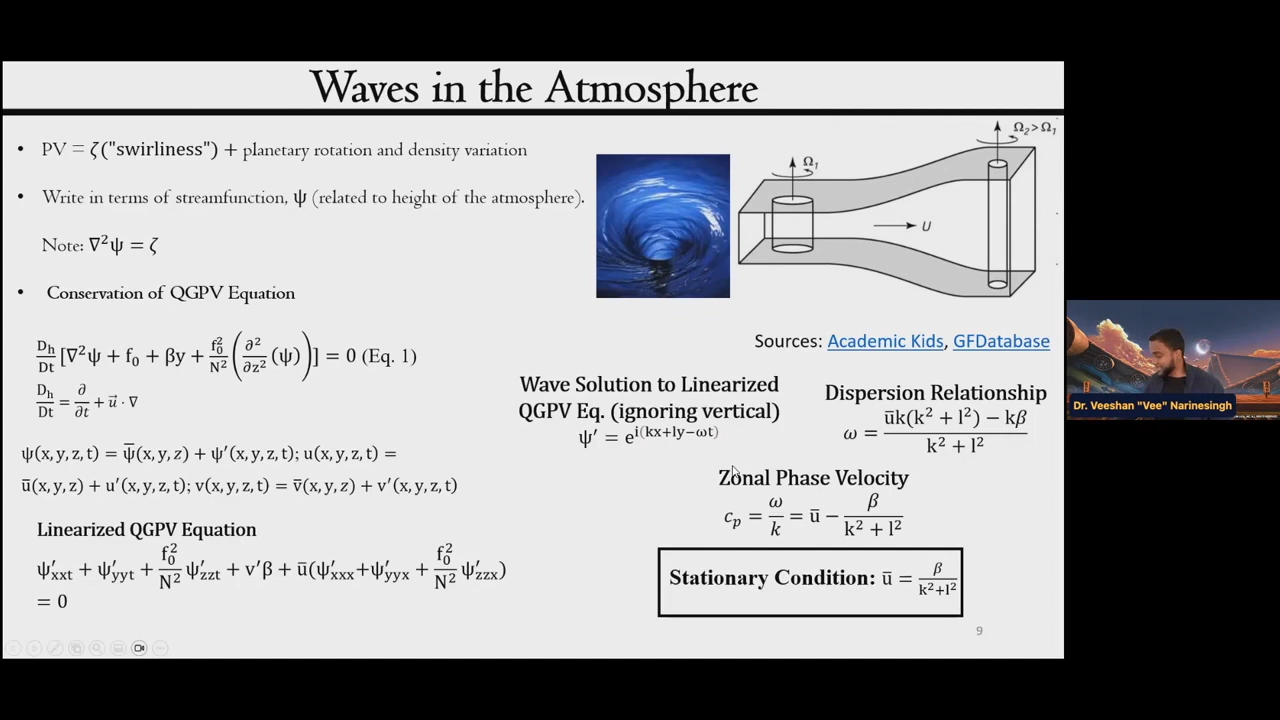 Waves in the Atmosphere
• PV = ζ("swirliness") + planetary rotation and density variation
• Write in terms of streamfunction, ψ (related to height of the atmosphere).
Note: ∇²ψ = ζ
• Conservation of QGPV Equation
D_h/Dt [∇²ψ + f₀ + βy + f₀²/N² (∂²/∂z² (ψ))] = 0 (Eq. 1)
D_h/Dt = ∂/∂t + u⃗ · ∇
ψ(x,y,z,t) = ψ̅(x,y,z) + ψ′(x,y,z,t); u(x,y,z,t) =
u̅(x,y,z) + u′(x,y,z,t); v(x,y,z,t) = v̅(x,y,z) + v′(x,y,z,t)
Linearized QGPV Equation
ψ′_xxt + ψ′_yyt + f₀²/N² ψ′_zzt + v′β + u̅(ψ′_xxx+ψ′_yyx + f₀²/N² ψ′_zzx)
= 0
Ω₁
U
Ω₂>Ω₁
Sources: Academic Kids, GFDatabase
Wave Solution to Linearized
QGPV Eq. (ignoring vertical)
ψ′ = e^i(kx+ly−ωt)
Dispersion Relationship
ω = (u̅k(k² + l²) − kβ)/(k² + l²)
Zonal Phase Velocity
c_p = ω/k = u̅ − β/(k² + l²)
Stationary Condition: u̅ = β/(k²+l²)
9
Dr. Veeshan "Vee" Narinesingh